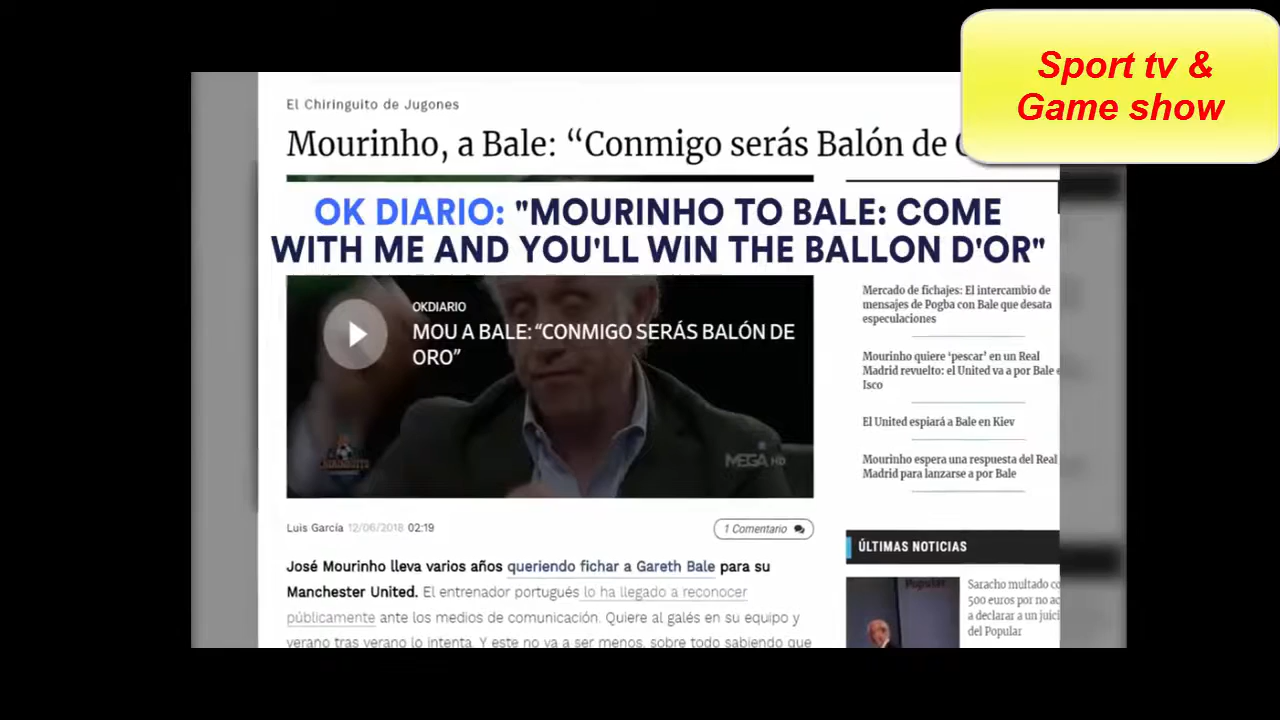 Sport tv &
Game show
El Chiringuito de Jugones
Mourinho, a Bale: “Conmigo serás Balón de
OK DIARIO: "MOURINHO TO BALE: COME
WITH ME AND YOU'LL WIN THE BALLON D'OR"
OKDIARIO
MOU A BALE: “CONMIGO SERÁS BALÓN DE
ORO”
MEGA HD
Luis García 12/06/2018 02:19
1 Comentario
José Mourinho lleva varios años queriendo fichar a Gareth Bale para su
Manchester United. El entrenador portugués lo ha llegado a reconocer
públicamente ante los medios de comunicación. Quiere al galés en su equipo y
verano tras verano lo intenta. Y este no va a ser menos, sobre todo sabiendo que
Mercado de fichajes: El intercambio de
mensajes de Pogba con Bale que desata
especulaciones
Mourinho quiere ‘pescar’ en un Real
Madrid revuelto: el United va a por Bale e
Isco
El United espiará a Bale en Kiev
Mourinho espera una respuesta del Real
Madrid para lanzarse a por Bale
ÚLTIMAS NOTICIAS
Popular
Saracho multado co
500 euros por no ac
a declarar a un juici
del Popular